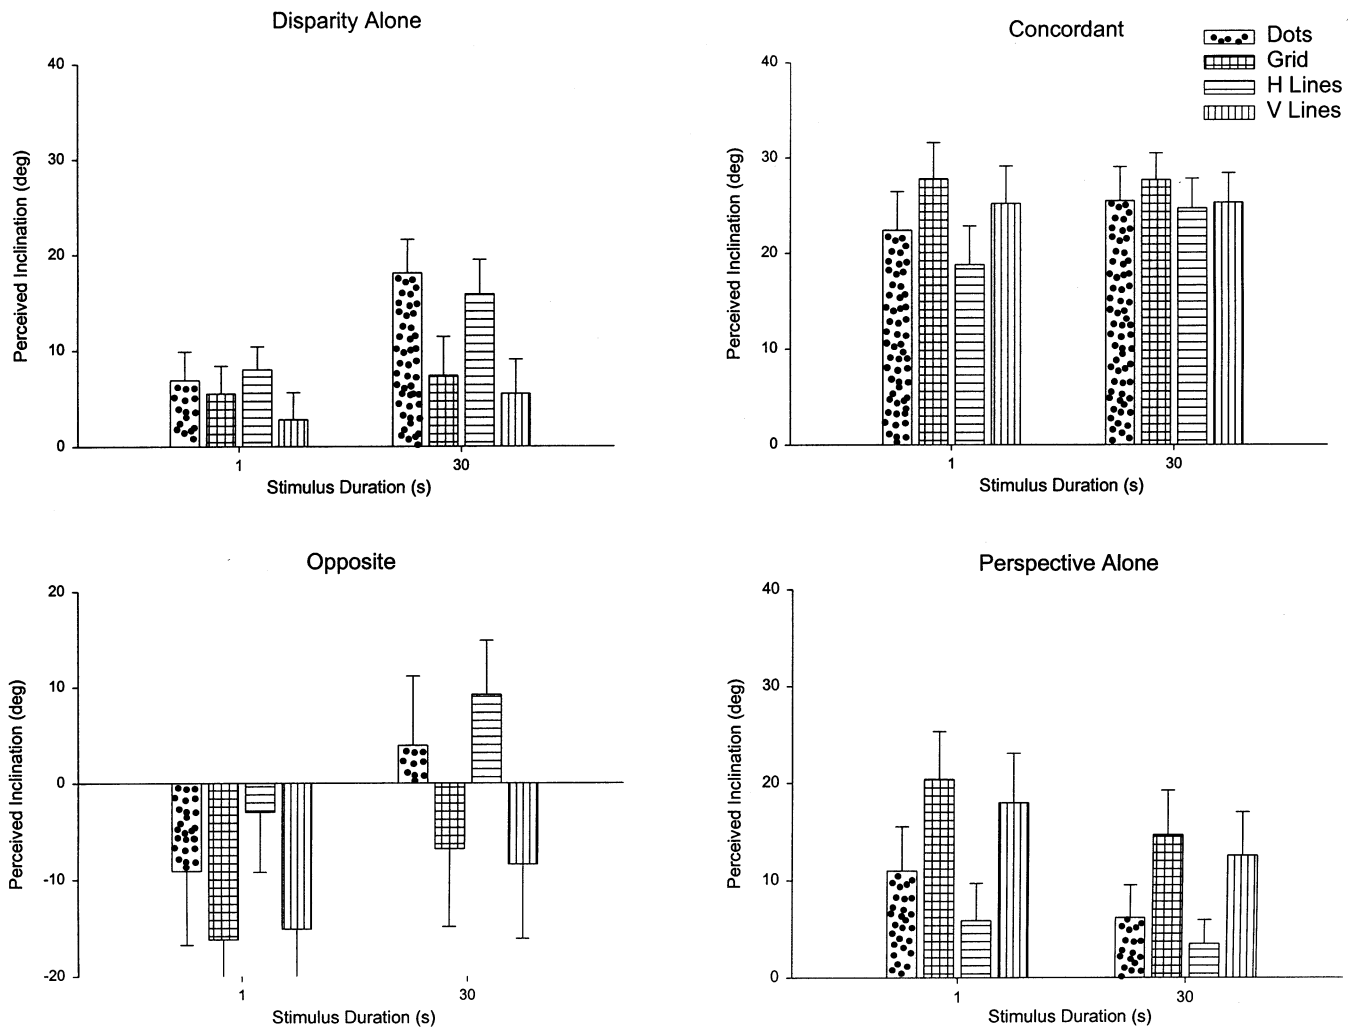 Disparity Alone
40
30
20
10
0
Perceived Inclination (deg)
1
30
Stimulus Duration (s)
Concordant
Dots
Grid
H Lines
V Lines
40
30
20
10
0
Perceived Inclination (deg)
1
30
Stimulus Duration (s)
Opposite
20
10
0
-10
-20
Perceived Inclination (deg)
1
30
Stimulus Duration (s)
Perspective Alone
40
30
20
10
0
Perceived Inclination (deg)
1
30
Stimulus Duration (s)